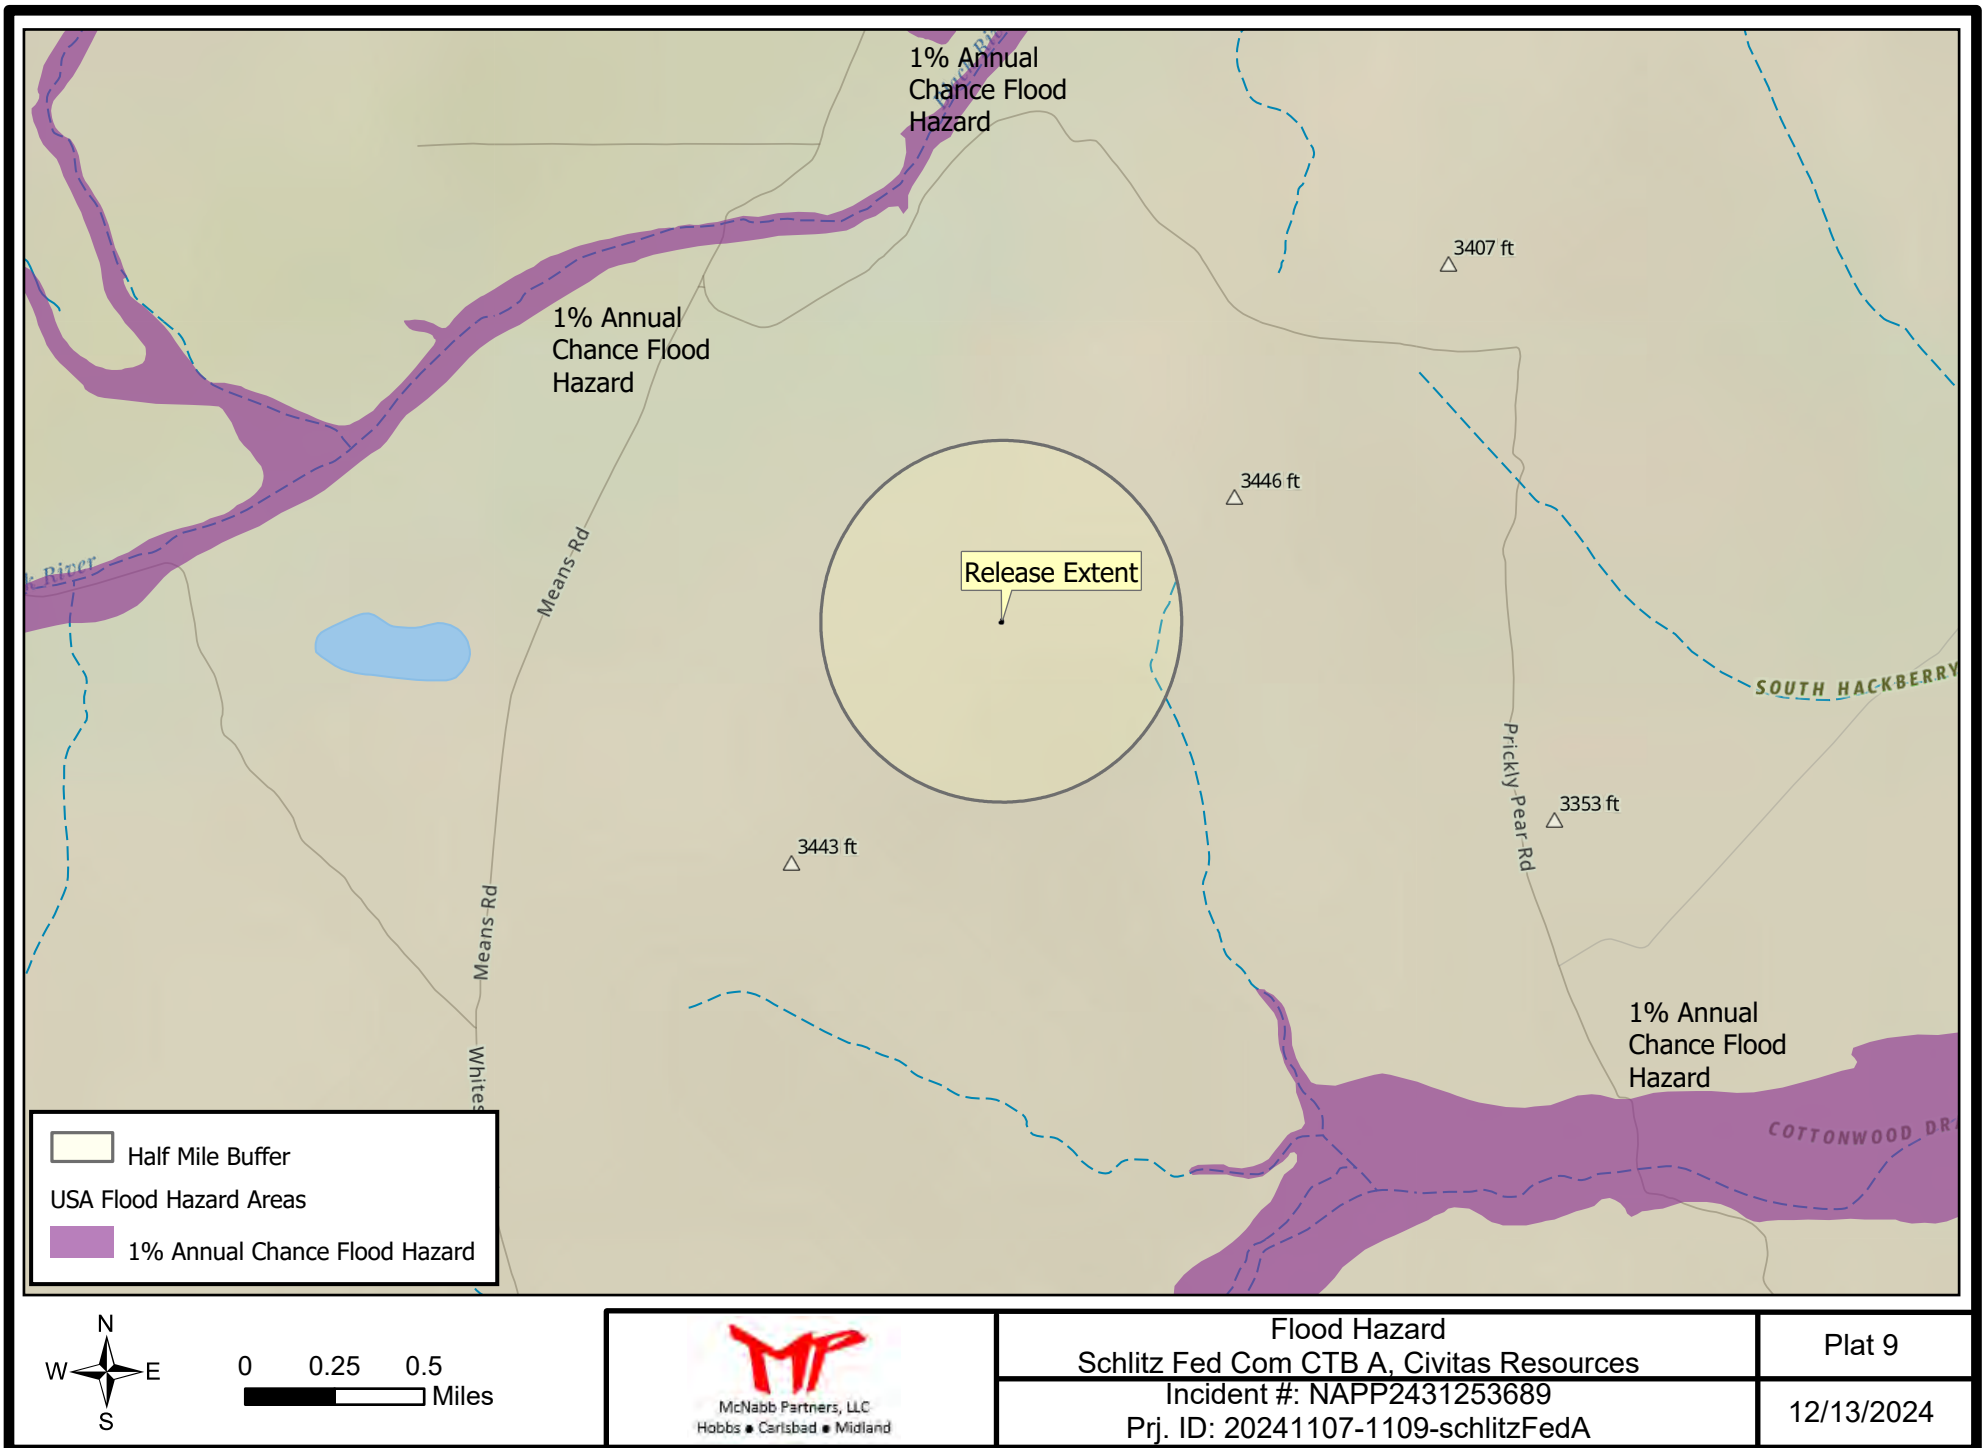 1% Annual
Chance Flood
Hazard
Black
3407 ft
1% Annual
Chance Flood
Hazard
3446 ft
Means Rd
Release Extent
River
SOUTH HACKBERRY
Prickly Pear Rd
3353 ft
3443 ft
Means Rd
1% Annual
Chance Flood
Hazard
Whites
COTTONWOOD
Half Mile Buffer
USA Flood Hazard Areas
1% Annual Chance Flood Hazard
N
W E
S
0 0.25 0.5
Miles
McNabb Partners, LLC
Hobbs • Carlsbad • Midland
Flood Hazard
Schlitz Fed Com CTB A, Civitas Resources
Incident #: NAPP2431253689
Prj. ID: 20241107-1109-schlitzFedA
Plat 9
12/13/2024